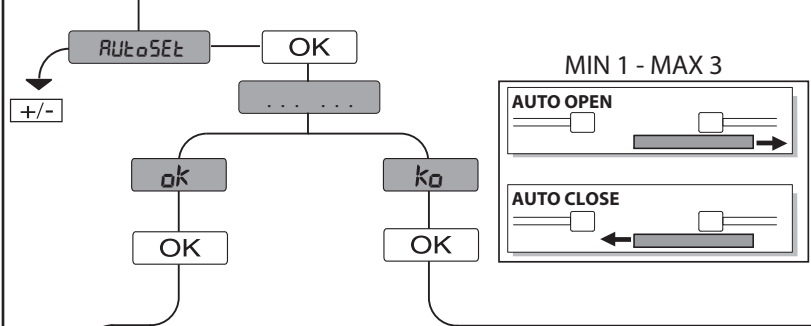 AUtoSEt
OK
MIN 1 - MAX 3
+/-
... ...
AUTO OPEN
ok
ko
AUTO CLOSE
OK
OK